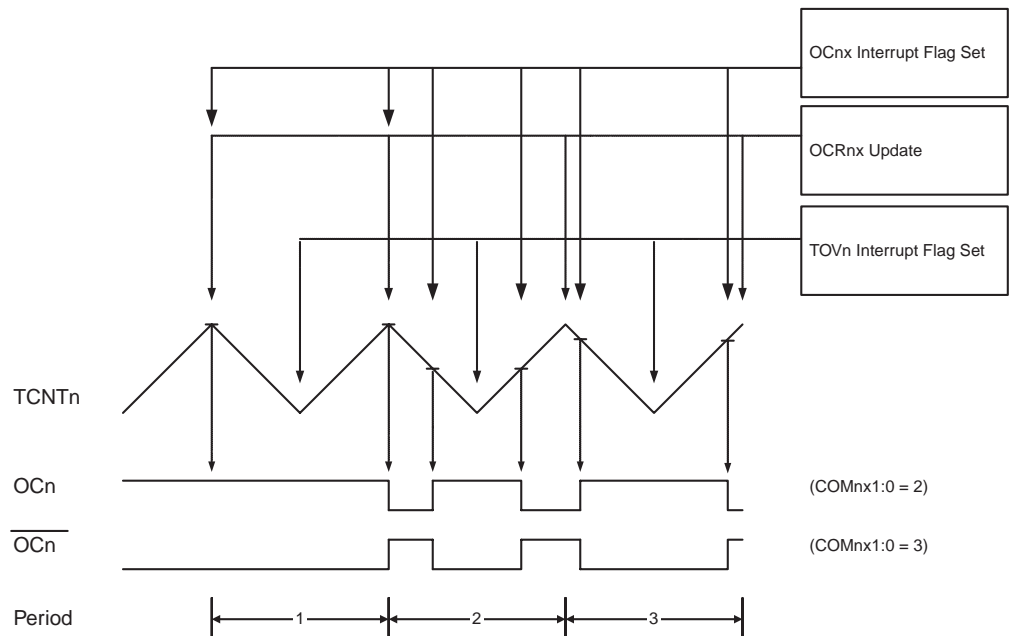 OCnx Interrupt Flag Set
OCRnx Update
TOVn Interrupt Flag Set
TCNTn
OCn
(COMnx1:0 = 2)
OCn
(COMnx1:0 = 3)
Period
1
2
3